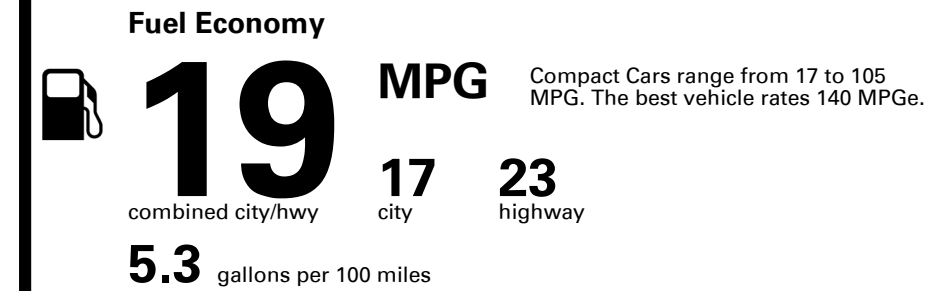 Fuel Economy
19 MPG
Compact Cars range from 17 to 105
MPG. The best vehicle rates 140 MPGe.
combined city/hwy
17
city
23
highway
5.3 gallons per 100 miles